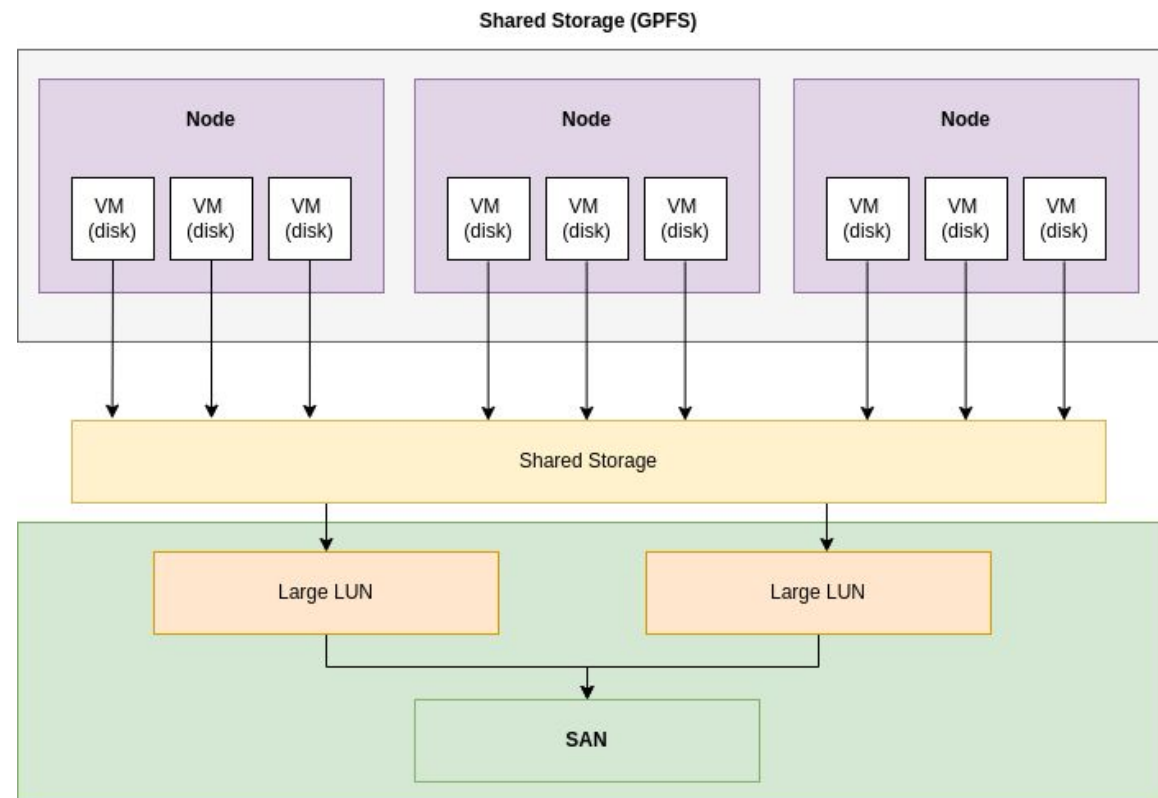 Shared Storage (GPFS)
Node
Node
Node
VM
(disk)
VM
(disk)
VM
(disk)
VM
(disk)
VM
(disk)
VM
(disk)
VM
(disk)
VM
(disk)
VM
(disk)
Shared Storage
Large LUN
Large LUN
SAN